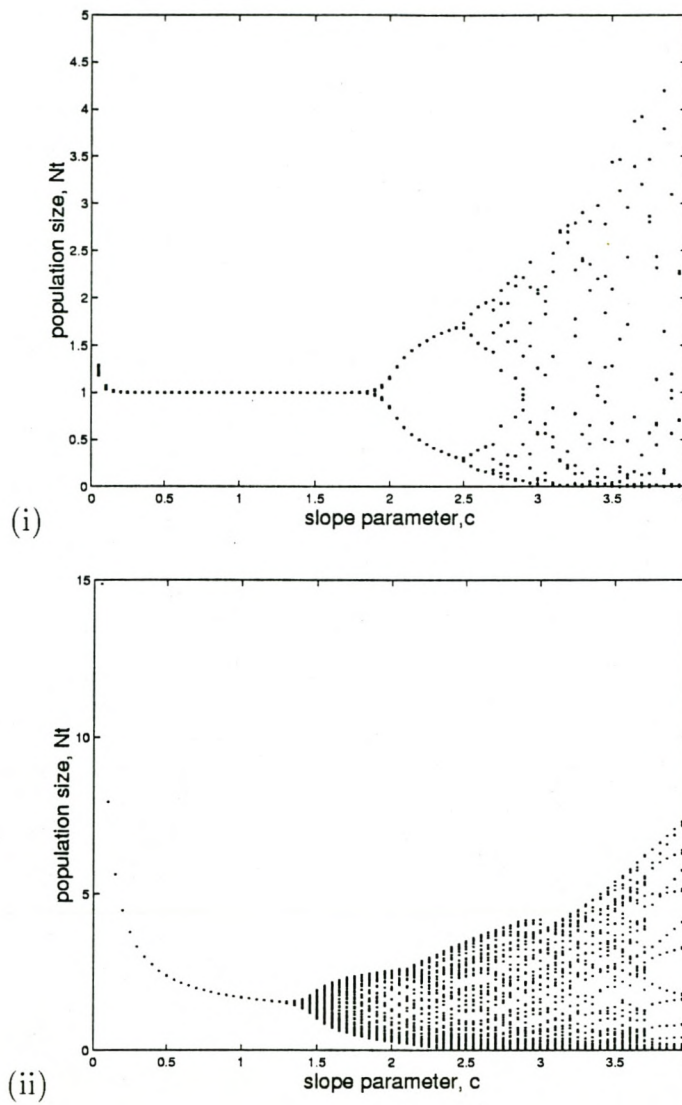 5
4.5
4
3.5
3
2.5
2
1.5
1
0.5
0
population size, Nt
0 0.5 1 1.5 2 2.5 3 3.5
slope parameter,c
(i)
15
10
5
0
population size, Nt
0 0.5 1 1.5 2 2.5 3 3.5
slope parameter, c
(ii)